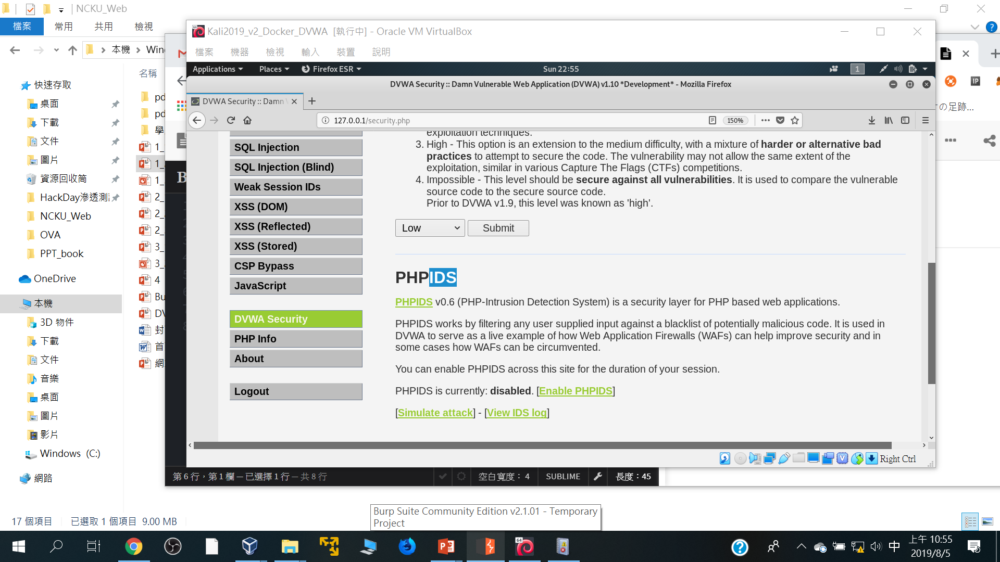 NCKU_Web
檔案
常用
共用
檢視
本機
Wind
名稱
快速存取
桌面
下載
文件
圖片
資源回收筒
HackDay滲透測
NCKU_Web
OVA
PPT_book
OneDrive
本機
3D 物件
下載
文件
音樂
桌面
圖片
影片
Windows (C:)
網路
pd
pd
學
1_
1_
1_
2_
2_
2_
3_
3_
4
Bu
DV
封
首
網
17 個項目
已選取 1 個項目 9.00 MB
Kali2019_v2_Docker_DVWA [執行中] - Oracle VM VirtualBox
檔案
機器
檢視
輸入
裝置
說明
Applications
Places
Firefox ESR
Sun 22:55
1
DVWA Security :: Damn Vulnerable Web Application (DVWA) v1.10 *Development* - Mozilla Firefox
DVWA Security :: Damn V
127.0.0.1/security.php
150%
SQL Injection
SQL Injection (Blind)
Weak Session IDs
XSS (DOM)
XSS (Reflected)
XSS (Stored)
CSP Bypass
JavaScript
DVWA Security
PHP Info
About
Logout
exploitation techniques.
3. High - This option is an extension to the medium difficulty, with a mixture of harder or alternative bad
practices to attempt to secure the code. The vulnerability may not allow the same extent of the
exploitation, similar in various Capture The Flags (CTFs) competitions.
4. Impossible - This level should be secure against all vulnerabilities. It is used to compare the vulnerable
source code to the secure source code.
Prior to DVWA v1.9, this level was known as 'high'.
Low
Submit
PHPIDS
PHPIDS v0.6 (PHP-Intrusion Detection System) is a security layer for PHP based web applications.
PHPIDS works by filtering any user supplied input against a blacklist of potentially malicious code. It is used in
DVWA to serve as a live example of how Web Application Firewalls (WAFs) can help improve security and in
some cases how WAFs can be circumvented.
You can enable PHPIDS across this site for the duration of your session.
PHPIDS is currently: disabled. [Enable PHPIDS]
[Simulate attack] - [View IDS log]
Right Ctrl
IP
の足跡...
B
第 6 行，第 1 欄 — 已選擇 1 行 — 共 8 行
空白寬度： 4
SUBLIME
長度：45
Burp Suite Community Edition v2.1.01 - Temporary
Project
64
中
上午 10:55
2019/8/5